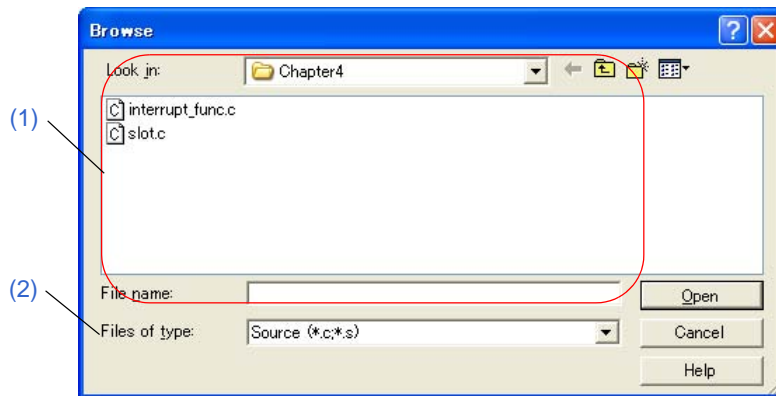 Browse
Look in:
Chapter4
(1)
interrupt_func.c
slot.c
(2)
File name:
Open
Files of type:
Source (*.c;*.s)
Cancel
Help